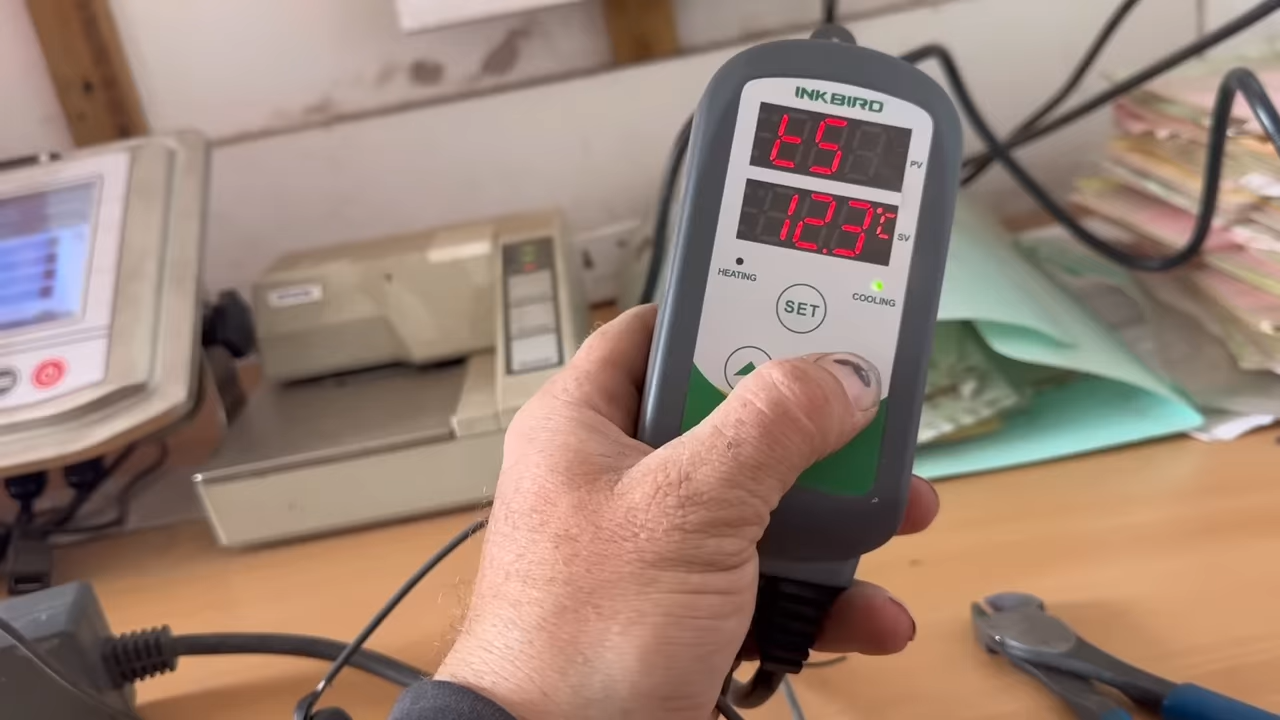 INKBIRD
tS
PV
12.3°C
SV
HEATING
COOLING
SET